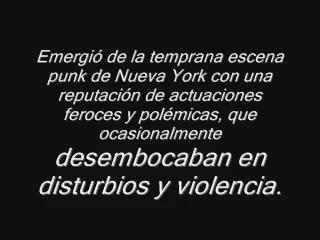 Emergió de la temprana escena
punk de Nueva York con una
reputación de actuaciones
feroces y polémicas, que
ocasionalmente
desembocaban en
disturbios y violencia.